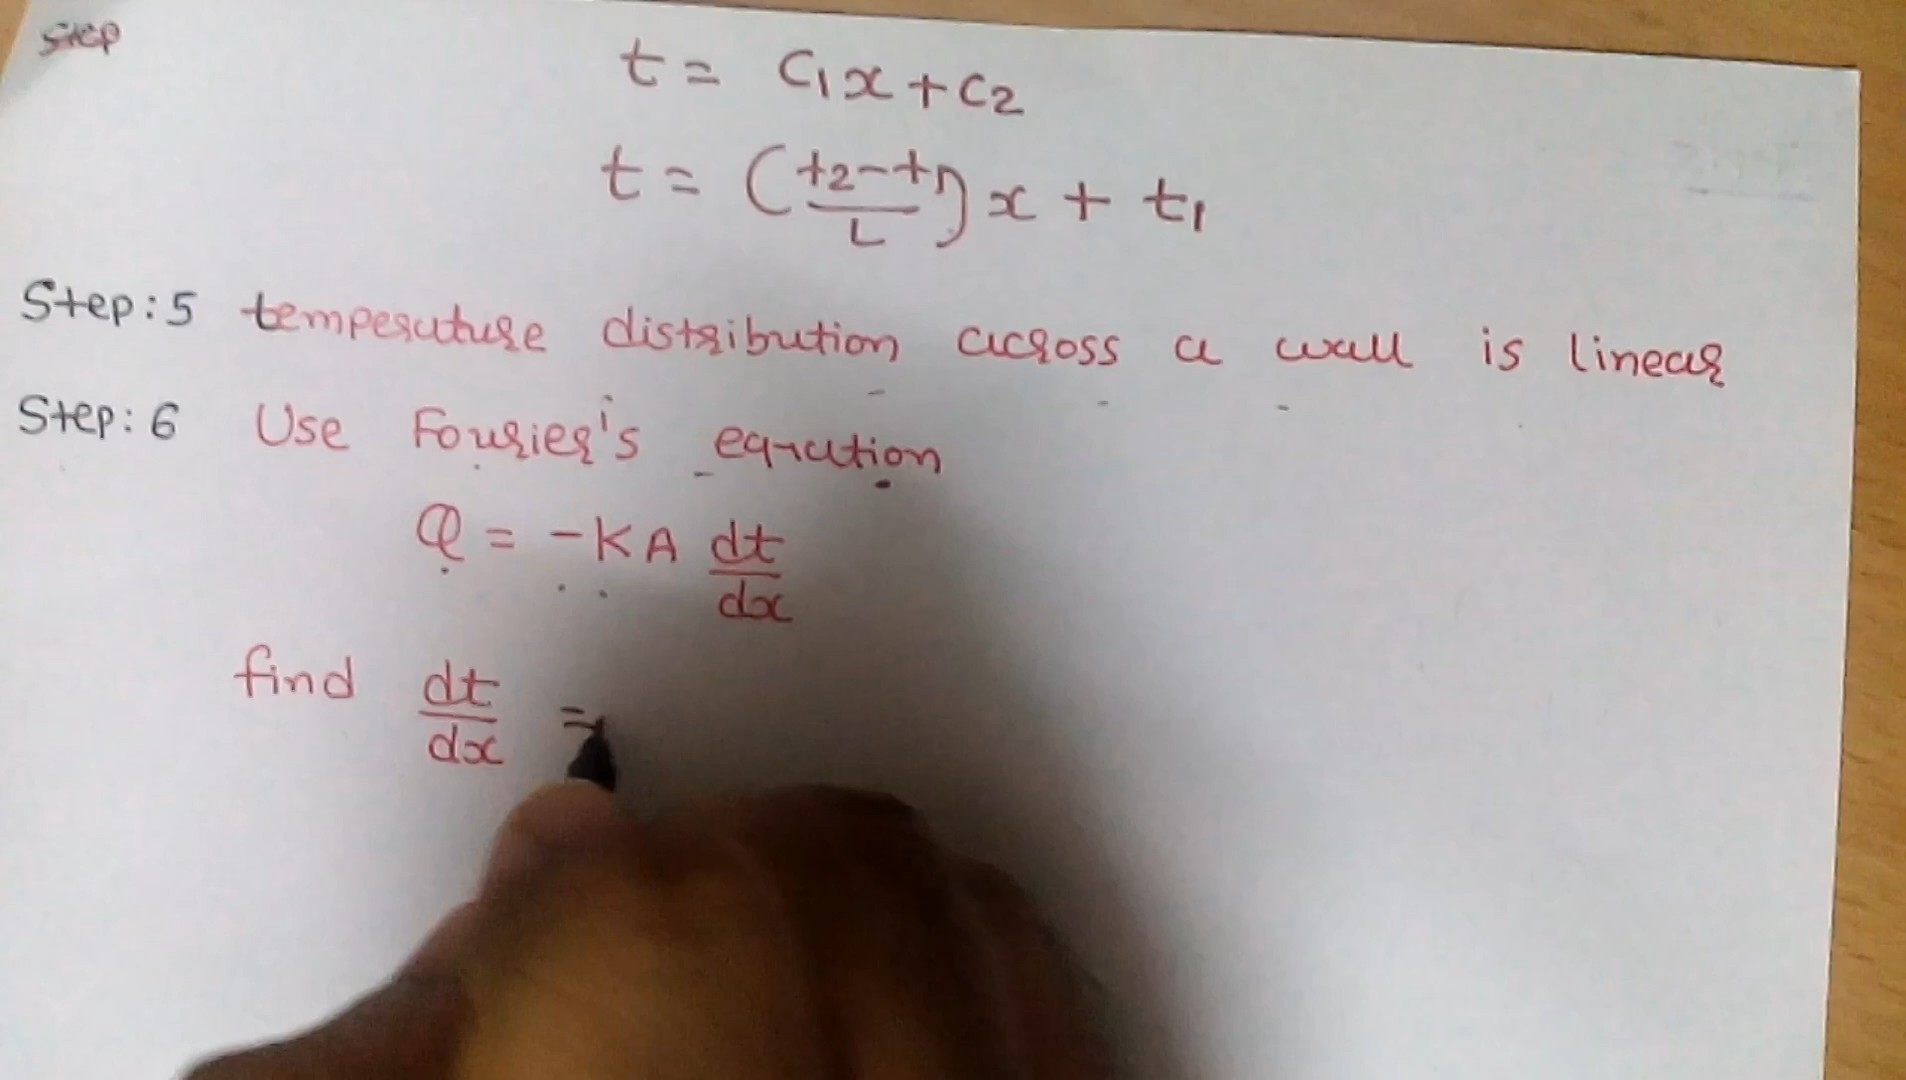 Step
t = C1x + C2
t = (t2-t1/L) x + t1
Step:5 temperature distribution across a wall is linear
Step:6 Use Fourier's equation
Q = -KA dt/dx
find dt/dx =